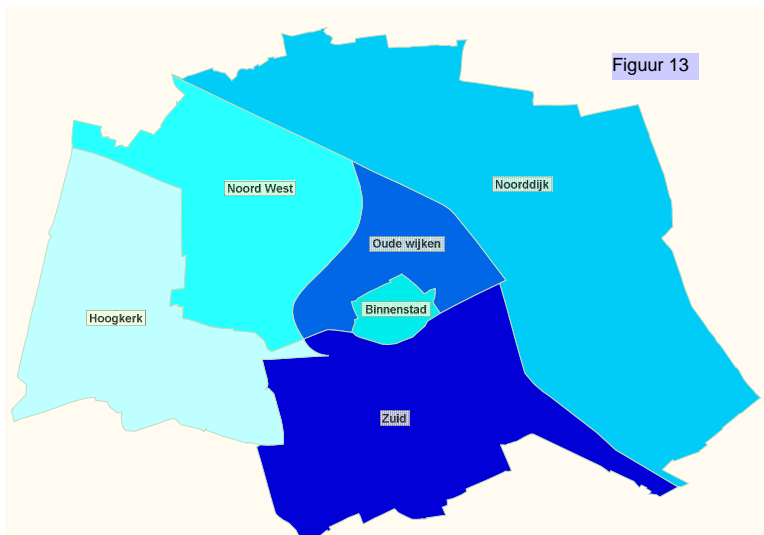 Figuur 13
Noord West
Noorddijk
Oude wijken
Binnenstad
Hoogkerk
Zuid